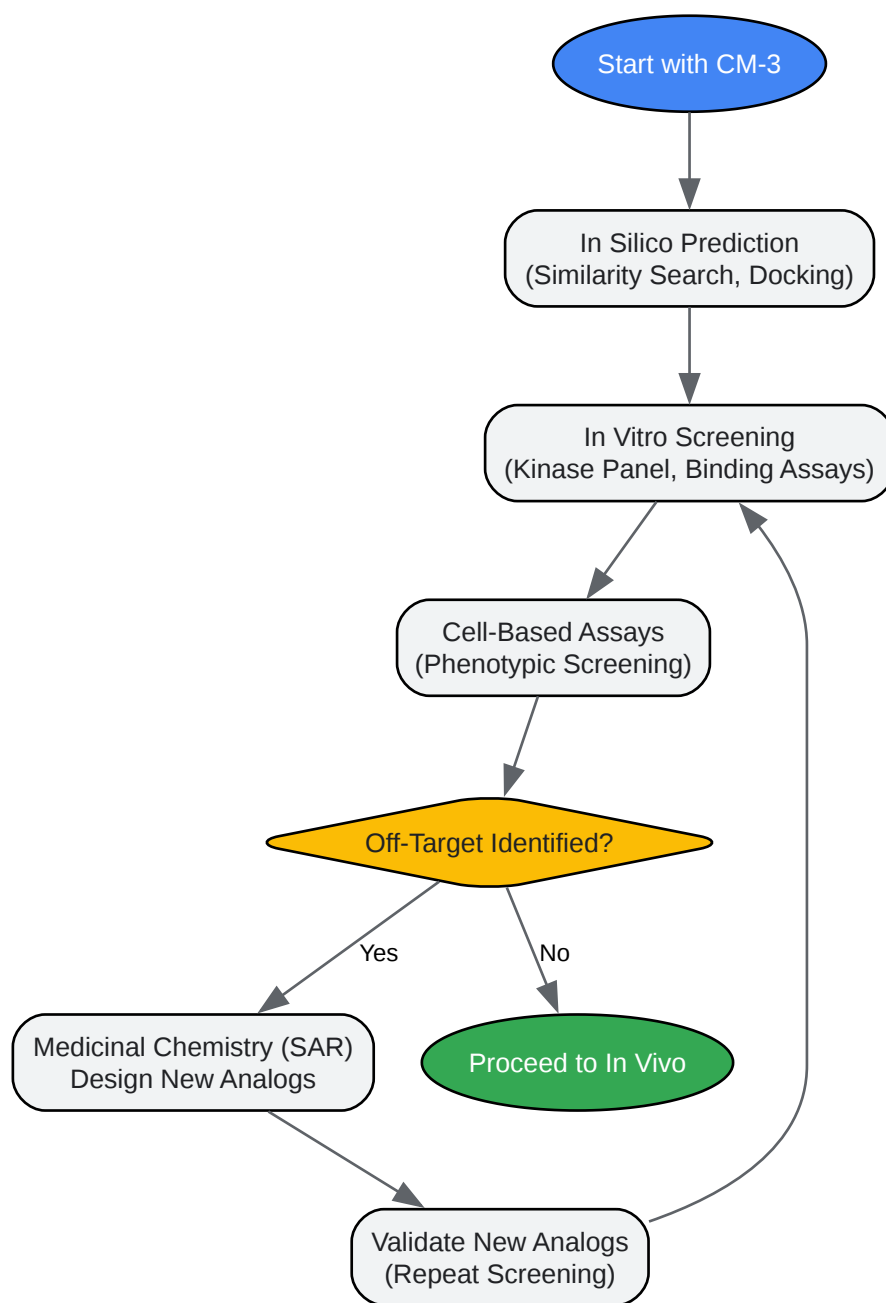 Start with CM-3
In Silico Prediction
(Similarity Search, Docking)
In Vitro Screening
(Kinase Panel, Binding Assays)
Cell-Based Assays
(Phenotypic Screening)
Off-Target Identified?
Yes
No
Medicinal Chemistry (SAR)
Design New Analogs
Proceed to In Vivo
Validate New Analogs
(Repeat Screening)